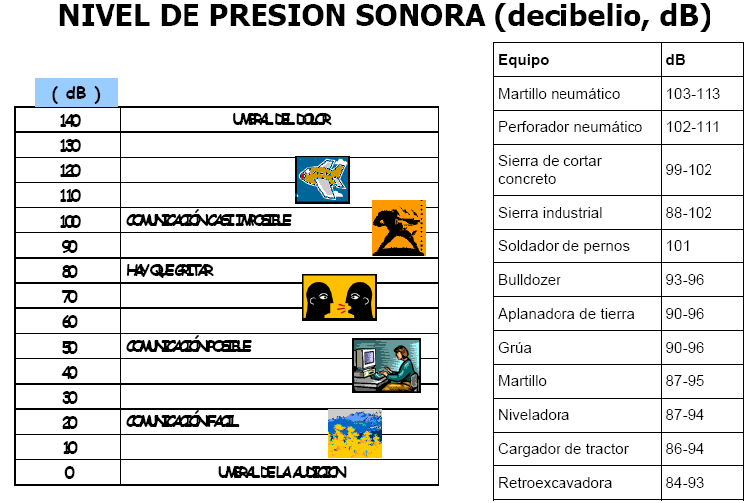 NIVEL DE PRESION SONORA (decibelio, dB)
( dB )
140 UMBRAL DEL DOLOR
130
120
110
100 COMUNICACIÓN CASI IMPOSIBLE
90
80 HAY QUE GRITAR
70
60
50 COMUNICACIÓN POSIBLE
40
30
20 COMUNICACIÓN FACIL
10
0 UMBRAL DE LA AUDICION
Equipo dB
Martillo neumático 103-113
Perforador neumático 102-111
Sierra de cortar
concreto 99-102
Sierra industrial 88-102
Soldador de pernos 101
Bulldozer 93-96
Aplanadora de tierra 90-96
Grúa 90-96
Martillo 87-95
Niveladora 87-94
Cargador de tractor 86-94
Retroexcavadora 84-93